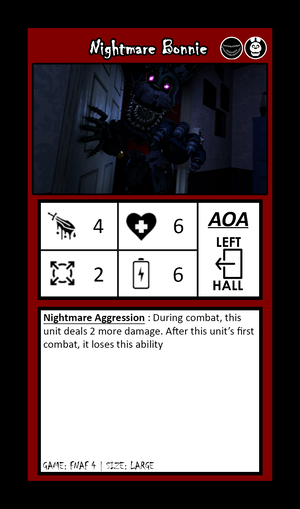 Nightmare Bonnie
4 6 AOA
LEFT
2 6
HALL
Nightmare Aggression : During combat, this
unit deals 2 more damage. After this unit's first
combat, it loses this ability
GAME: FNAF 4 | SIZE: LARGE